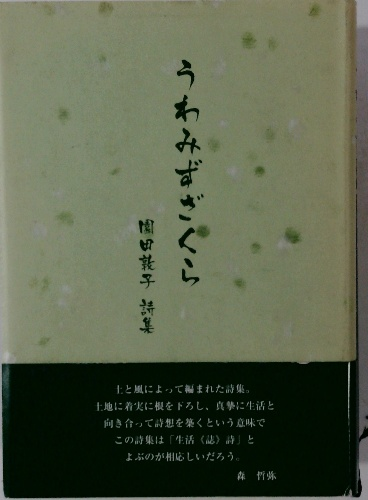 うわみずざくら
園田敦子 詩集
土と風によって編まれた詩集。
土地に着実に根を下ろし、真摯に生活と
向き合って詩想を築くという意味で
この詩集は「生活《誌》詩」と
よぶのが相応しいだろう。
森 哲弥